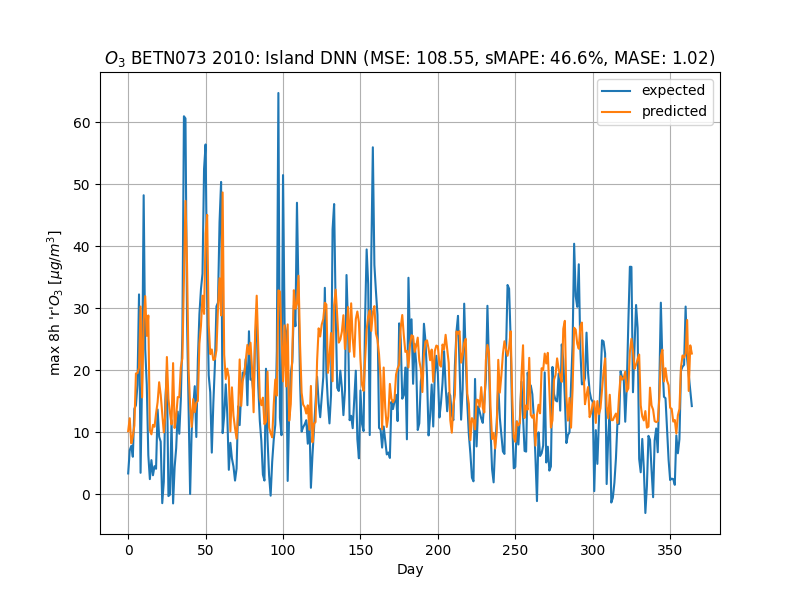 O3 BETN073 2010: Island DNN (MSE: 108.55, sMAPE: 46.6%, MASE: 1.02)
expected
predicted
max 8h 'r'O3 [μg/m3]
60
50
40
30
20
10
0
0 50 100 150 200 250 300 350
Day